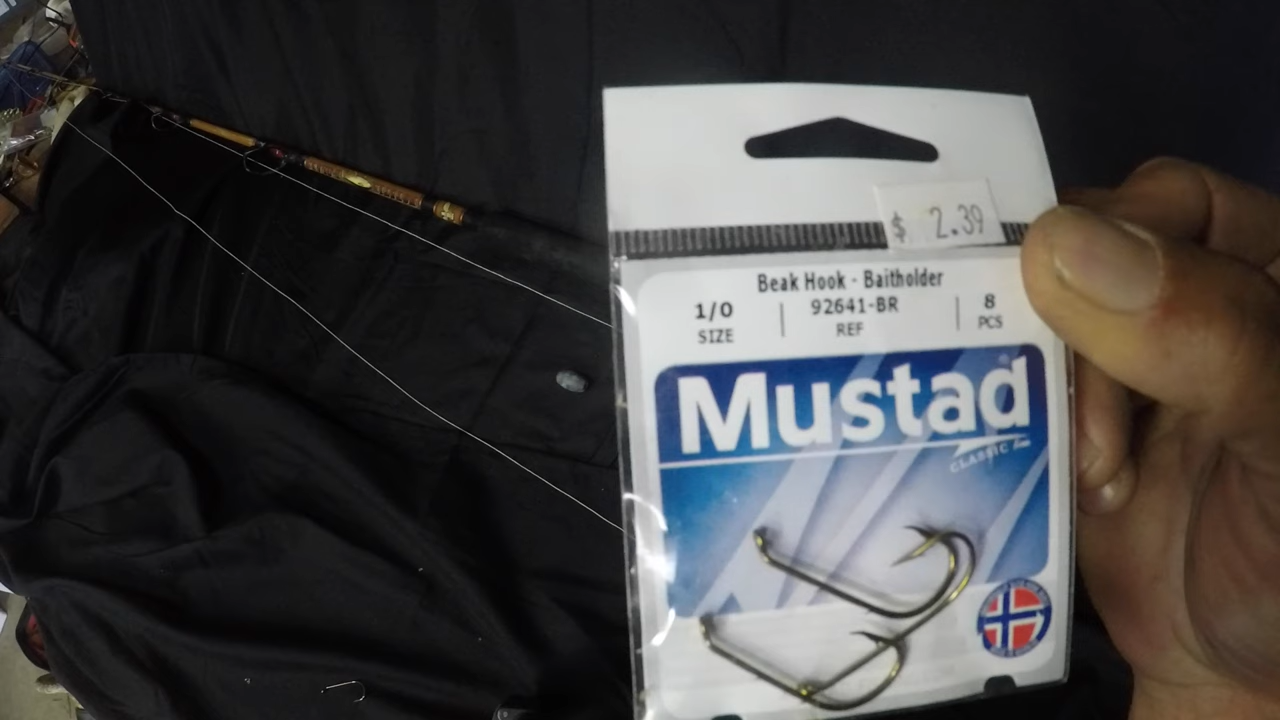 $ 2.39
Beak Hook - Baitholder
1/0 92641-BR 8
SIZE REF PCS
Mustad
CLASSIC